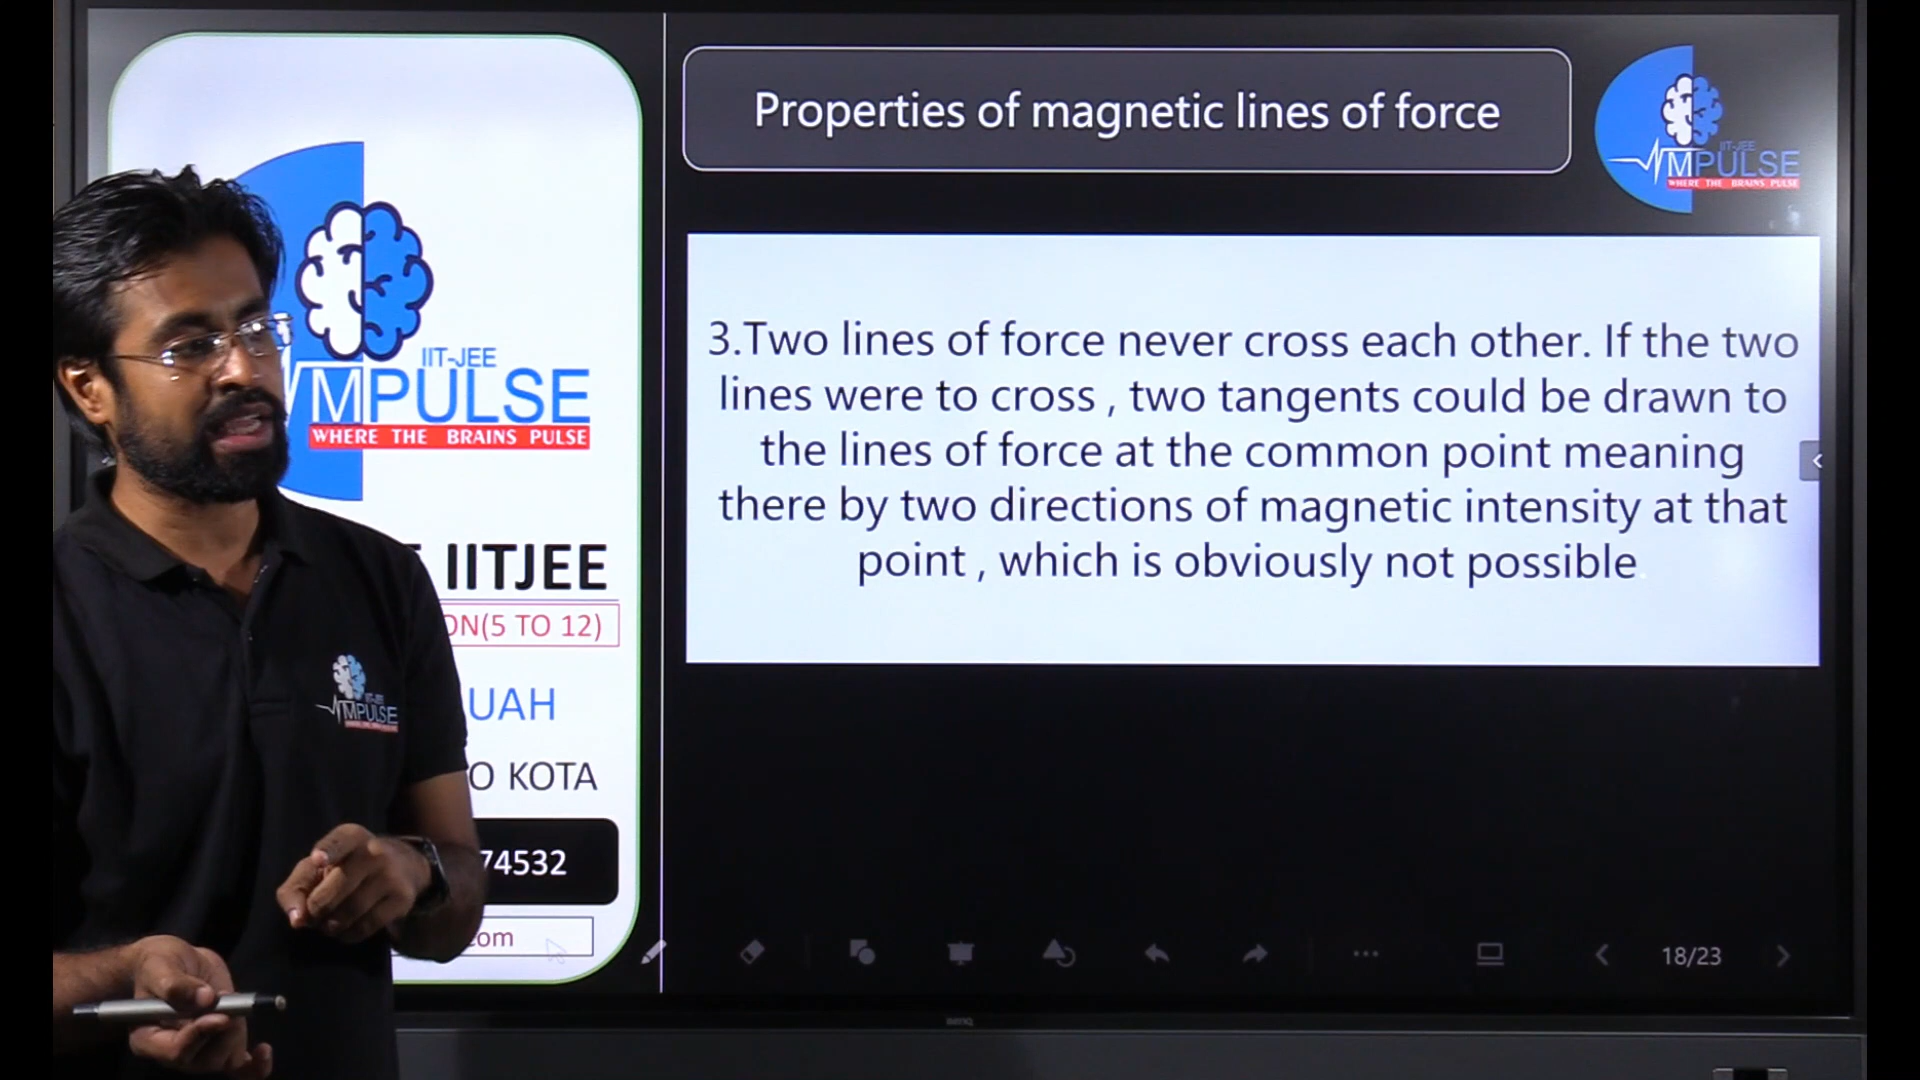 Properties of magnetic lines of force
IIT-JEE
MPULSE
WHERE THE BRAINS PULSE
3.Two lines of force never cross each other. If the two
lines were to cross , two tangents could be drawn to
the lines of force at the common point meaning
there by two directions of magnetic intensity at that
point , which is obviously not possible.
IIT-JEE
MPULSE
WHERE THE BRAINS PULSE
IITJEE
ON(5 TO 12)
UAH
O KOTA
74532
com
IIT-JEE
MPULSE
18/23
BenQ